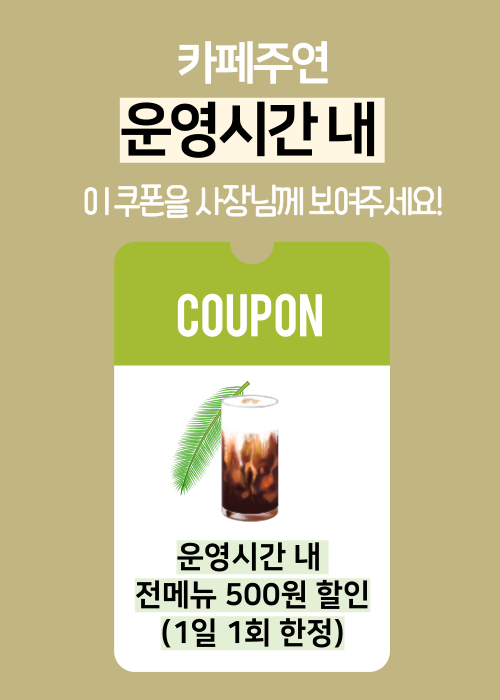 카페주연
운영시간 내
이 쿠폰을 사장님께 보여주세요!
COUPON
운영시간 내
전메뉴 500원 할인
(1일 1회 한정)